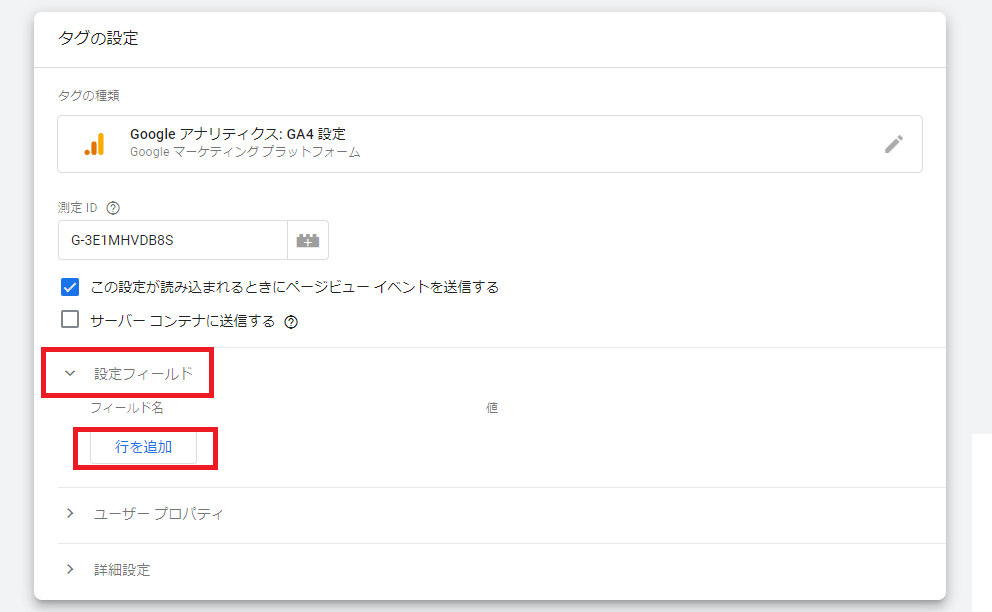 タグの設定
タグの種類
Google アナリティクス: GA4 設定
Google マーケティング プラットフォーム
測定 ID
G-3E1MHVDB8S
この設定が読み込まれるときにページビュー イベントを送信する
サーバー コンテナに送信する
設定フィールド
フィールド名 値
行を追加
ユーザー プロパティ
詳細設定